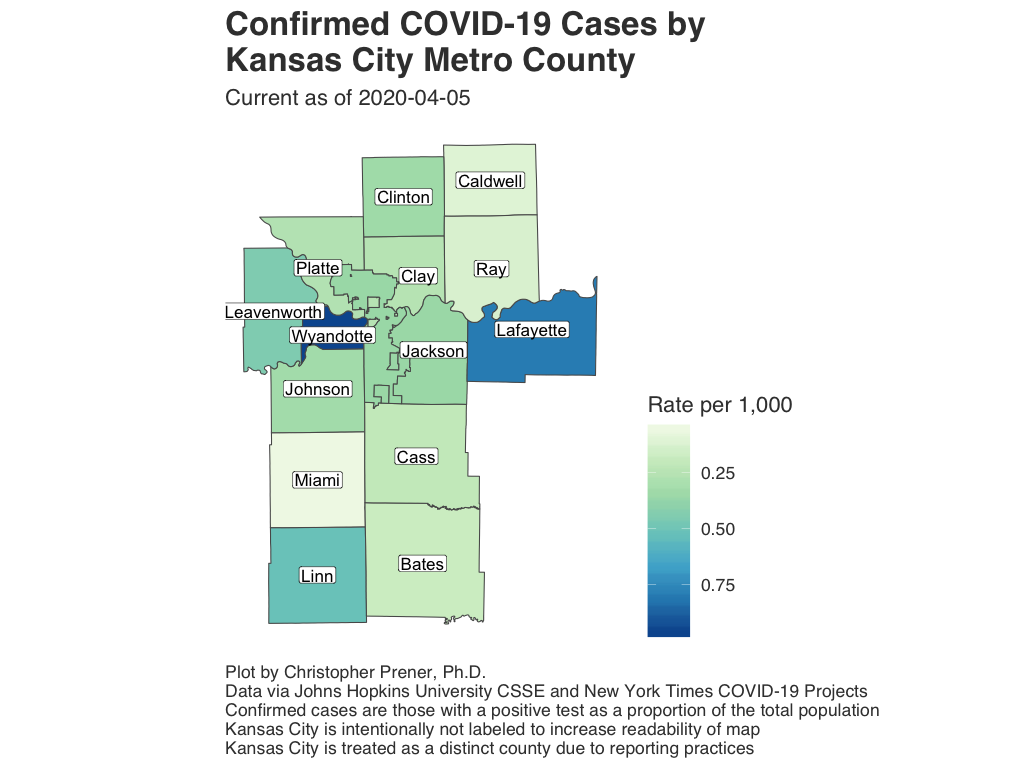 Confirmed COVID-19 Cases by
Kansas City Metro County
Current as of 2020-04-05
Caldwell
Clinton
Platte
Clay
Ray
Leavenworth
Wyandotte
Lafayette
Jackson
Johnson
Cass
Miami
Bates
Linn
Rate per 1,000
0.25
0.50
0.75
Plot by Christopher Prener, Ph.D.
Data via Johns Hopkins University CSSE and New York Times COVID-19 Projects
Confirmed cases are those with a positive test as a proportion of the total population
Kansas City is intentionally not labeled to increase readability of map
Kansas City is treated as a distinct county due to reporting practices